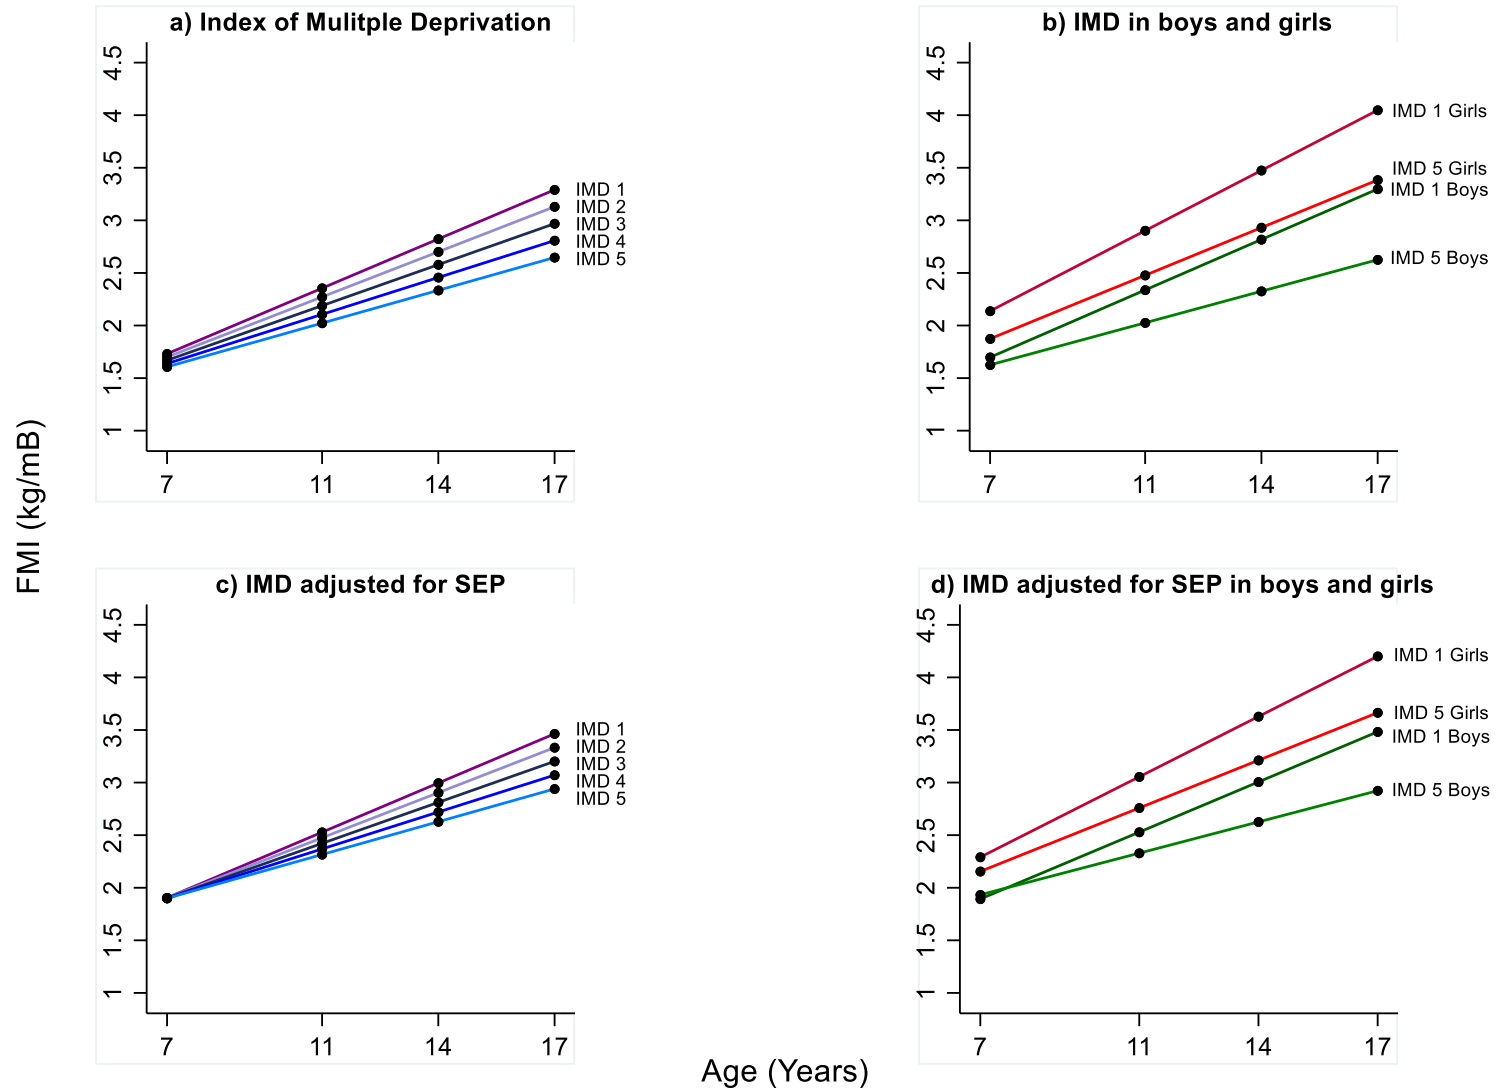 a) Index of Mulitple Deprivation
4.5
4
3.5
3
2.5
2
1.5
1
IMD 1
IMD 2
IMD 3
IMD 4
IMD 5
7 11 14 17
b) IMD in boys and girls
4.5
4
3.5
3
2.5
2
1.5
1
IMD 1 Girls
IMD 5 Girls
IMD 1 Boys
IMD 5 Boys
7 11 14 17
FMI (kg/mB)
c) IMD adjusted for SEP
4.5
4
3.5
3
2.5
2
1.5
1
IMD 1
IMD 2
IMD 3
IMD 4
IMD 5
7 11 14 17
d) IMD adjusted for SEP in boys and girls
4.5
4
3.5
3
2.5
2
1.5
1
IMD 1 Girls
IMD 5 Girls
IMD 1 Boys
IMD 5 Boys
7 11 14 17
Age (Years)